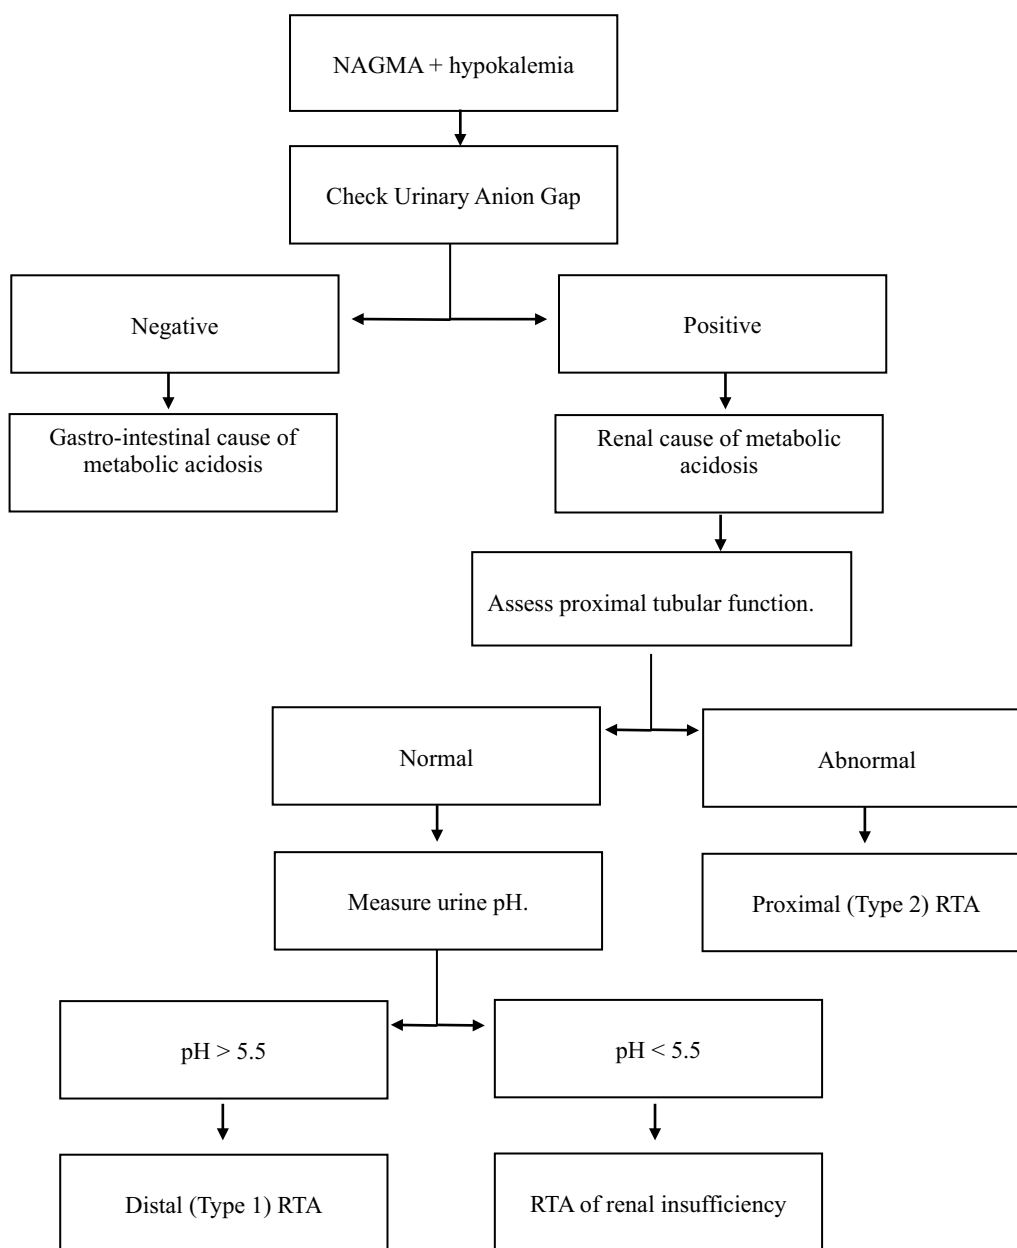 NAGMA + hypokalemia
Check Urinary Anion Gap
Negative
Positive
Gastro-intestinal cause of
metabolic acidosis
Renal cause of metabolic
acidosis
Assess proximal tubular function.
Normal
Abnormal
Measure urine pH.
Proximal (Type 2) RTA
pH > 5.5
pH < 5.5
Distal (Type 1) RTA
RTA of renal insufficiency